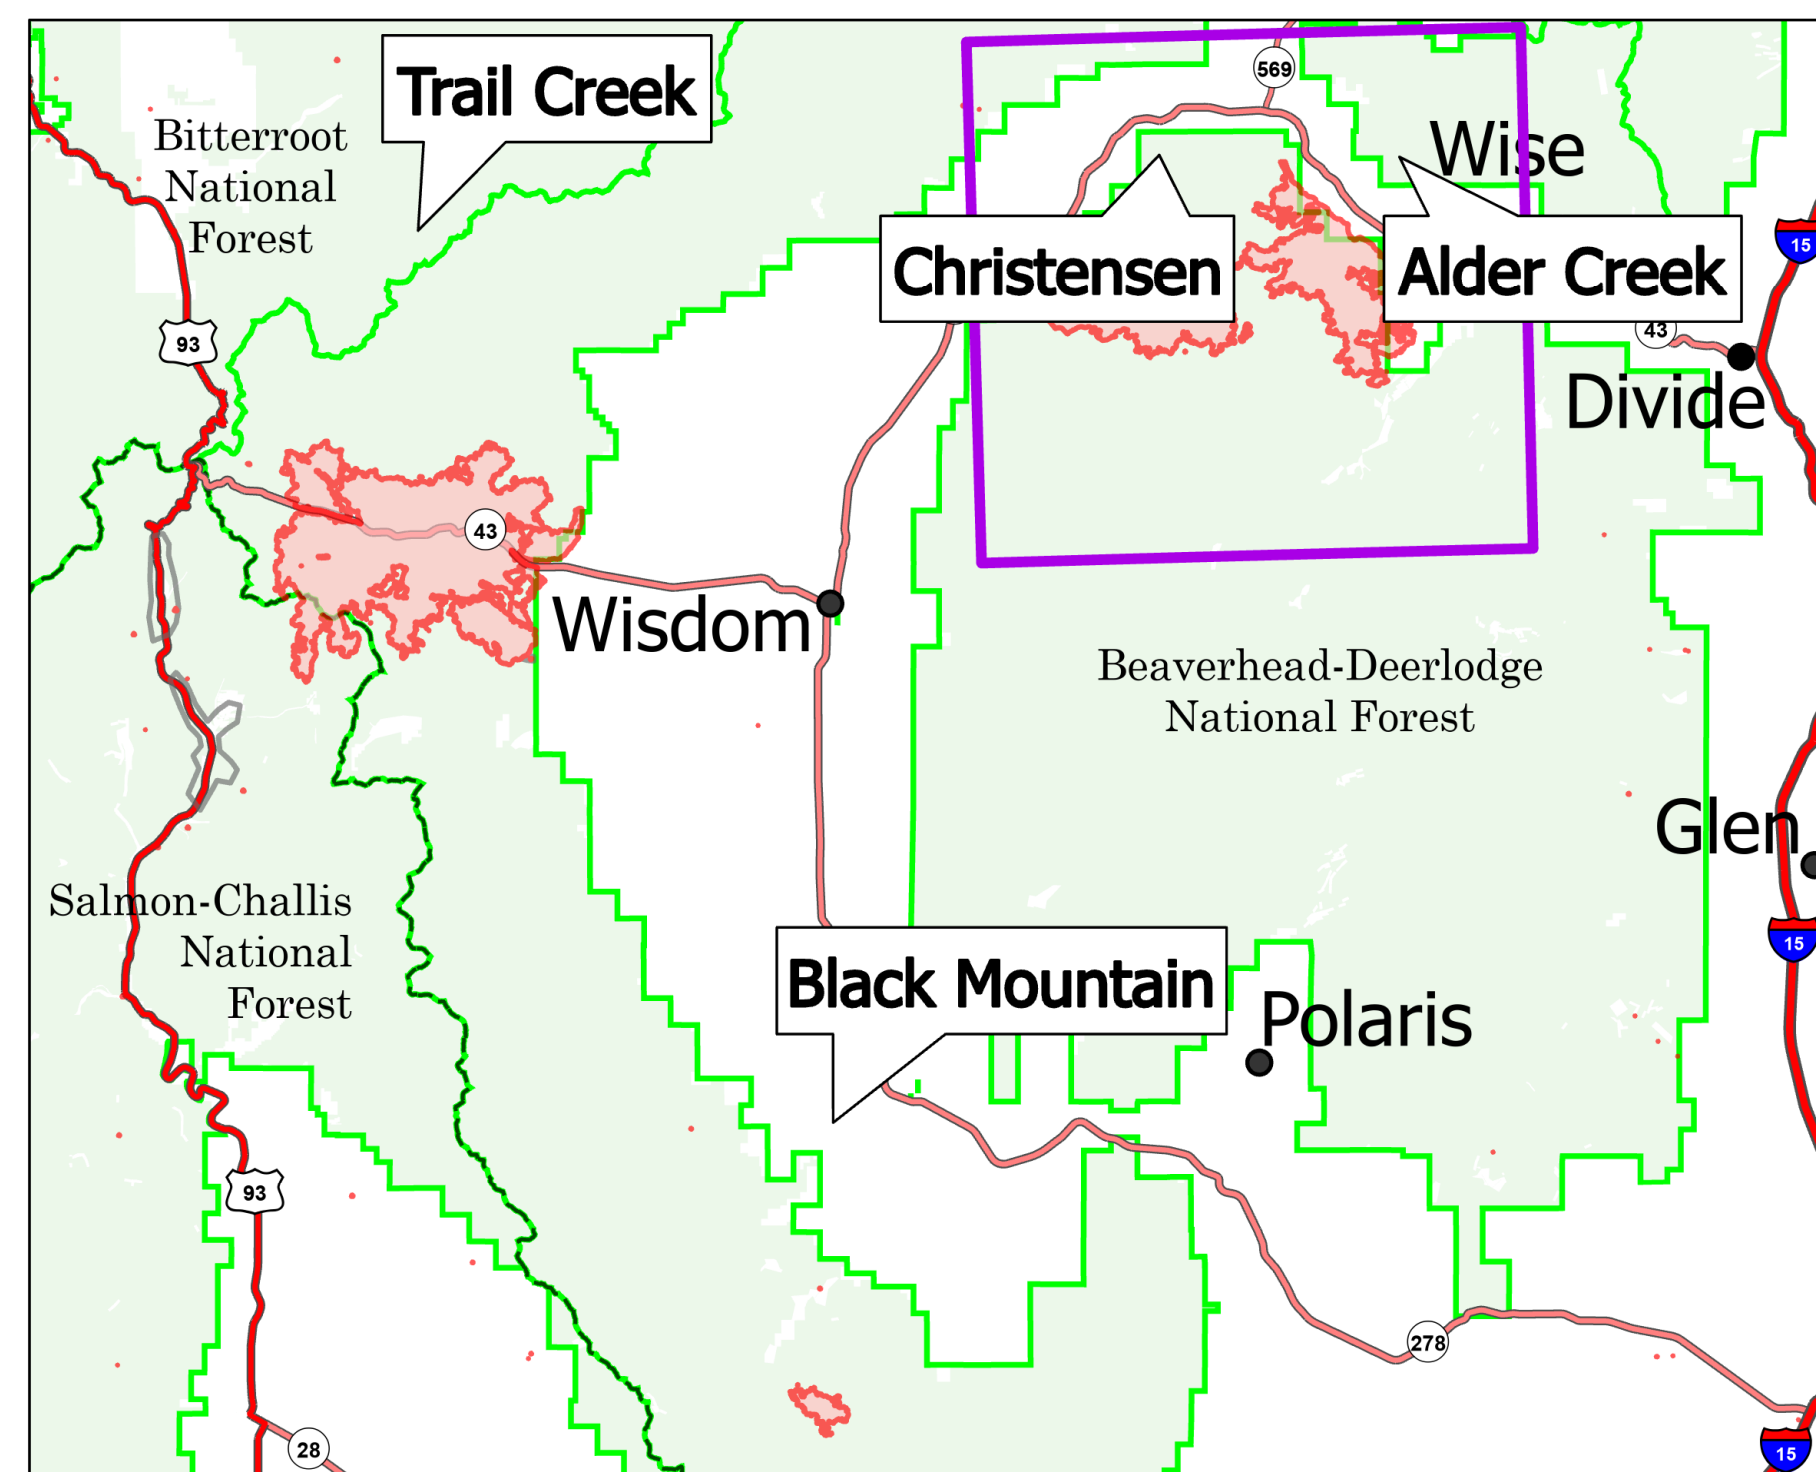 569
Trail Creek
Bitterroot
National
Forest
Wise
Christensen
Alder Creek
15
93
43
Divide
43
Wisdom
Beaverhead-Deerlodge
National Forest
Glen
Salmon-Challis
National
Forest
15
Black Mountain
Polaris
93
278
28
15